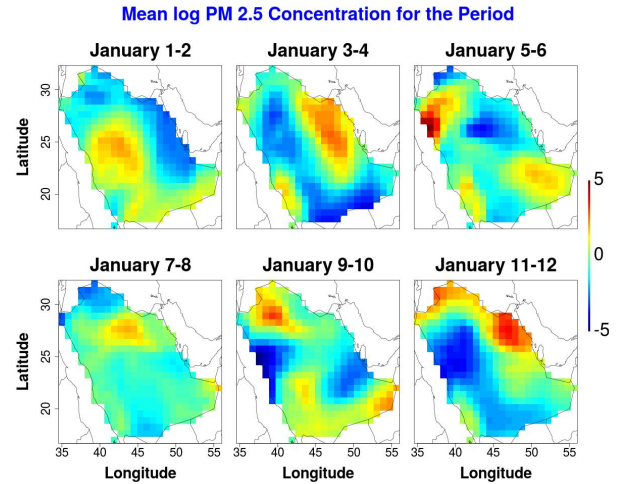 Mean log PM 2.5 Concentration for the Period
January 1-2 January 3-4 January 5-6
Latitude
30
25
20
5
0
-5
January 7-8 January 9-10 January 11-12
Latitude
30
25
20
35 40 45 50 55 35 40 45 50 55 35 40 45 50 55
Longitude Longitude Longitude